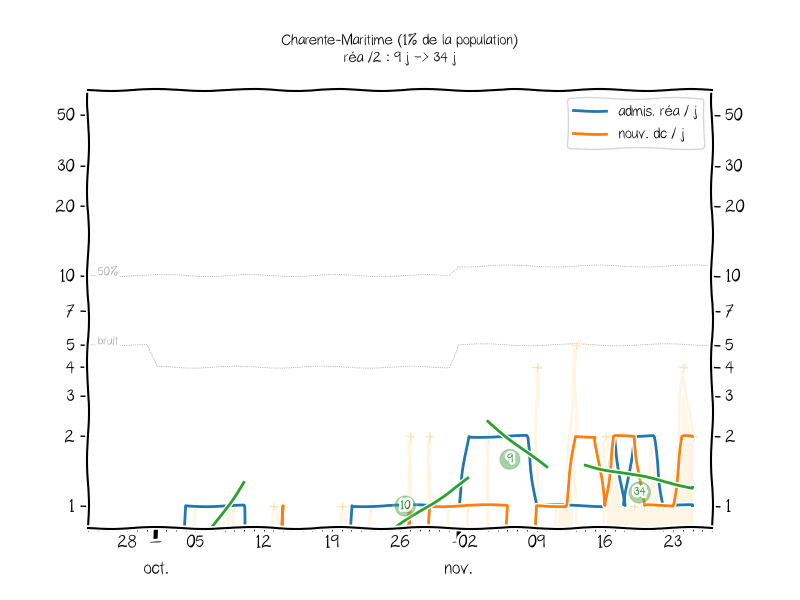 Charente-Maritime (1% de la population)
réa /2 : 9 j -> 34 j
admis. réa / j
nouv. dc / j
50 50
30 30
20 20
50%
10 10
7 7
bruit
5 5
4 4
3 3
2 2
9
34
10
1 1
28 05 12 19 26 02 09 16 23
oct. nov.